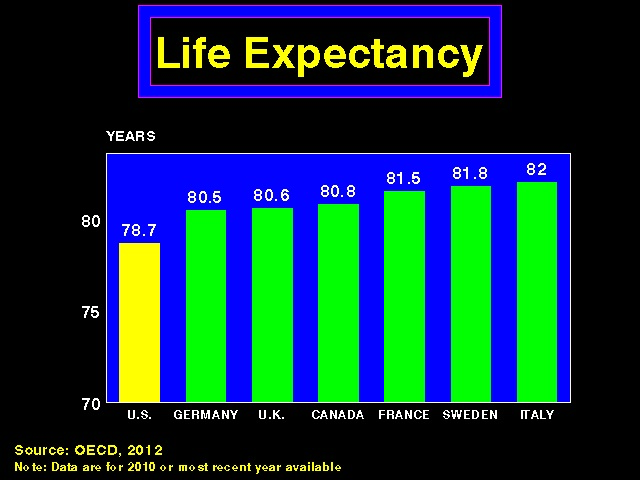 Life Expectancy
YEARS
78.7 80.5 80.6 80.8 81.5 81.8 82
80
75
70
U.S. GERMANY U.K. CANADA FRANCE SWEDEN ITALY
Source: OECD, 2012
Note: Data are for 2010 or most recent year available